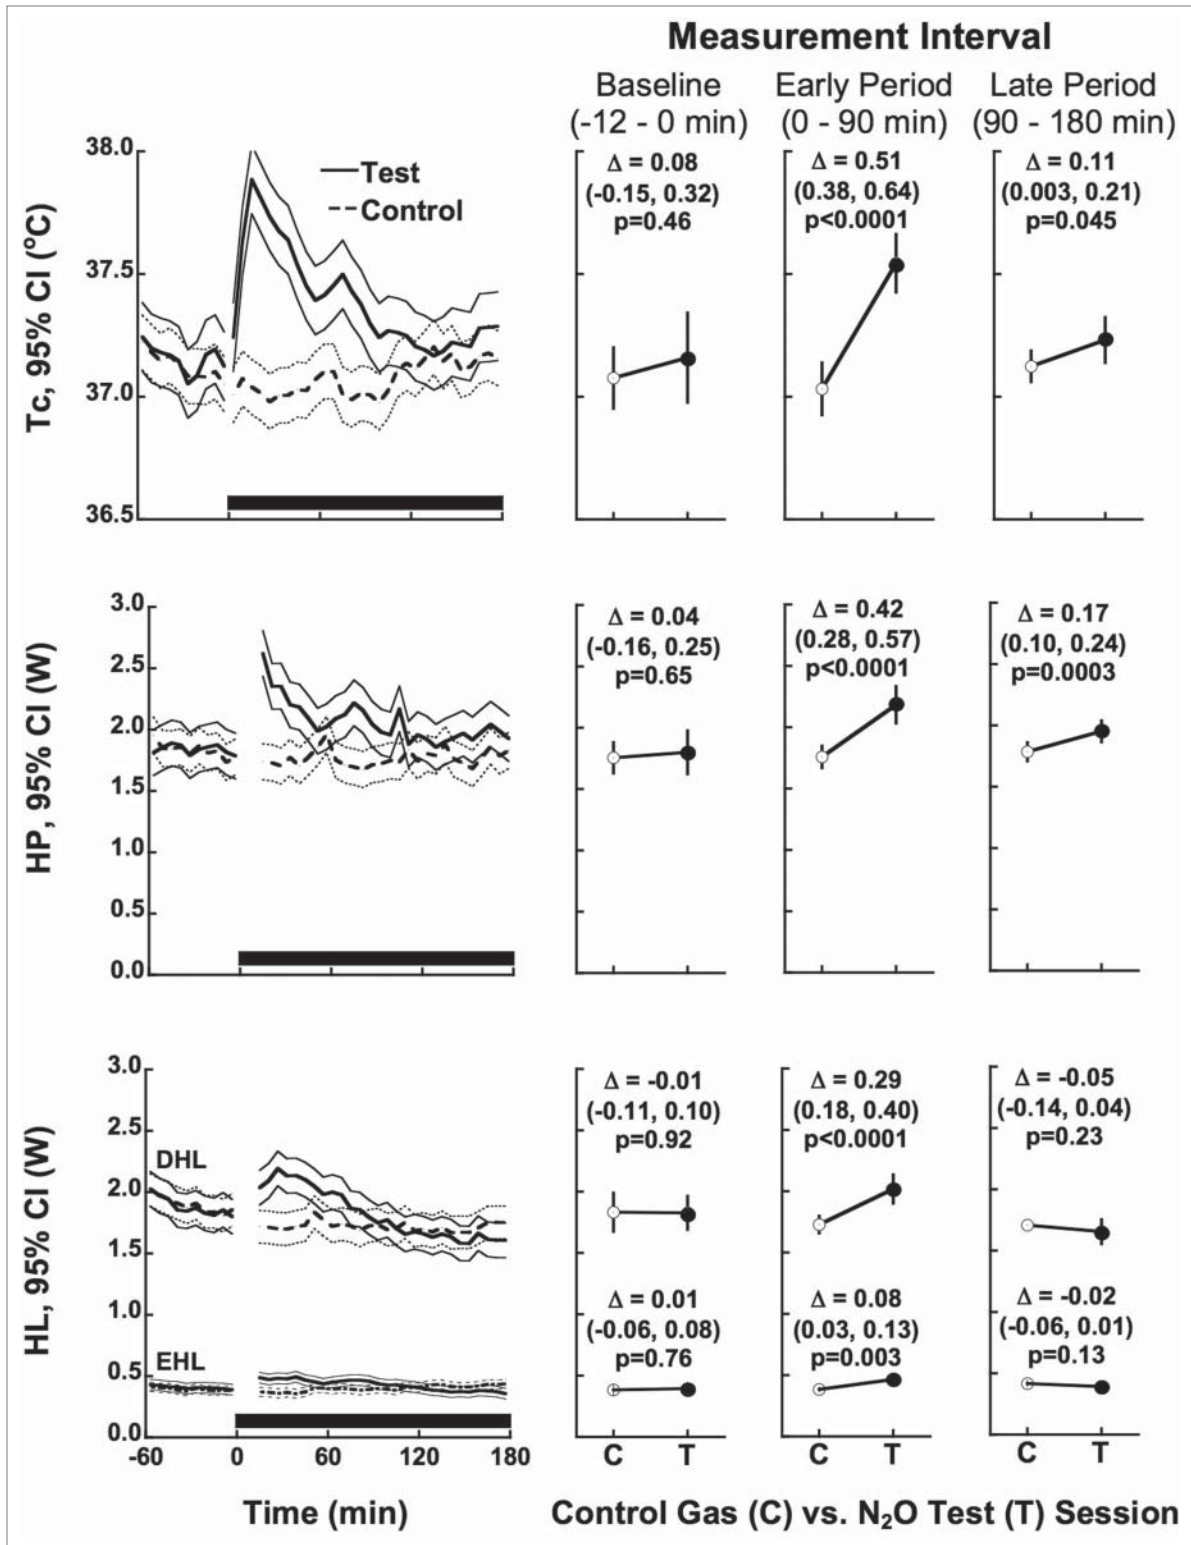 Measurement Interval
Baseline
(-12 - 0 min)
Early Period
(0 - 90 min)
Late Period
(90 - 180 min)
Tc, 95% CI (ºC)
38.0
37.5
37.0
36.5
Test
Control
Δ = 0.08
(-0.15, 0.32)
p=0.46
Δ = 0.51
(0.38, 0.64)
p<0.0001
Δ = 0.11
(0.003, 0.21)
p=0.045
HP, 95% CI (W)
3.0
2.5
2.0
1.5
1.0
0.5
0.0
Δ = 0.04
(-0.16, 0.25)
p=0.65
Δ = 0.42
(0.28, 0.57)
p<0.0001
Δ = 0.17
(0.10, 0.24)
p=0.0003
HL, 95% CI (W)
3.0
2.5
2.0
1.5
1.0
0.5
0.0
DHL
EHL
Δ = -0.01
(-0.11, 0.10)
p=0.92
Δ = 0.29
(0.18, 0.40)
p<0.0001
Δ = -0.05
(-0.14, 0.04)
p=0.23
Δ = 0.01
(-0.06, 0.08)
p=0.76
Δ = 0.08
(0.03, 0.13)
p=0.003
Δ = -0.02
(-0.06, 0.01)
p=0.13
-60 0 60 120 180
C T C T C T
Time (min)
Control Gas (C) vs. N₂O Test (T) Session